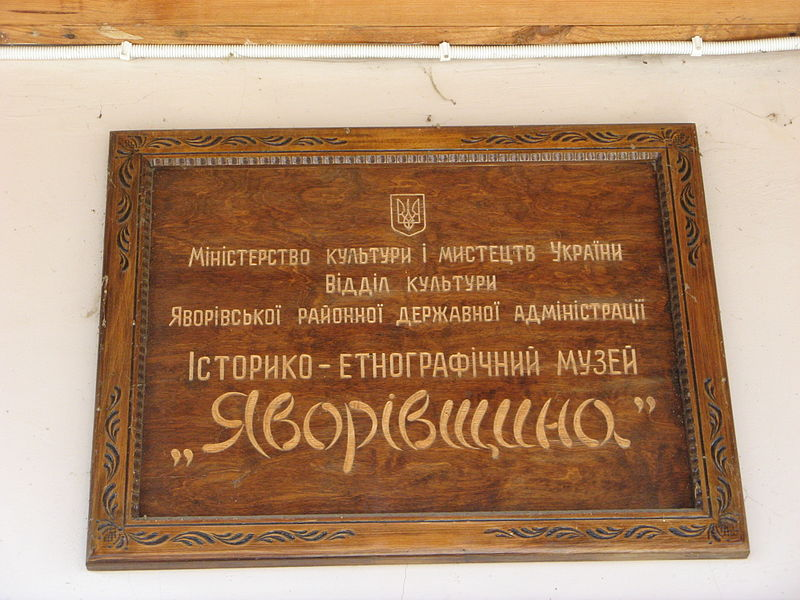 Міністерство культури і мистецтв України
Відділ культури
Яворівської районної державної адміністрації
Історико-етнографічний музей
„Яворівщина”